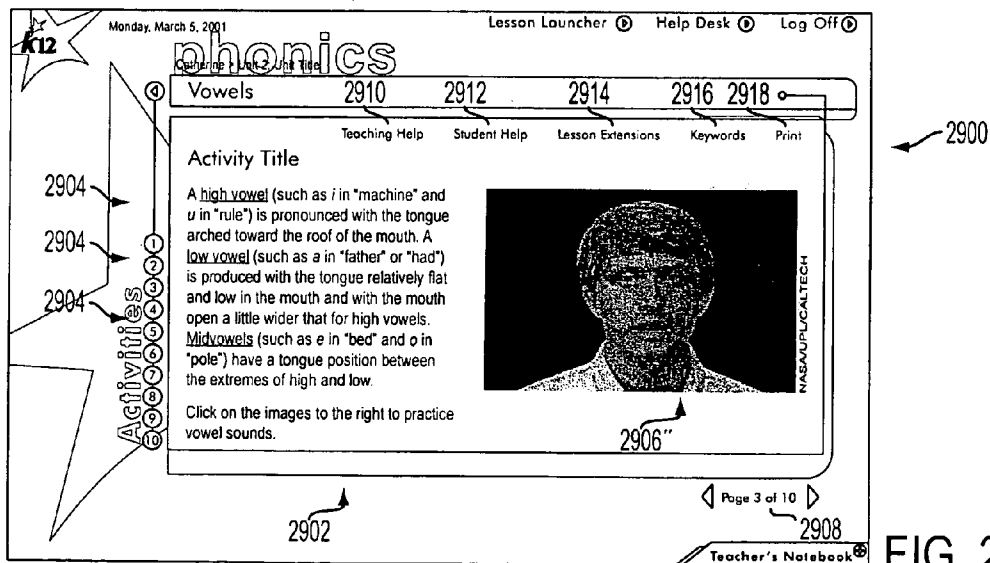 Lesson Launcher Help Desk Log Off
k12
Monday, March 5, 2001
phonics
Catherine • Unit 2, Unit Title
Vowels 2910 2912 2914 2916 2918
Teaching Help Student Help Lesson Extensions Keywords Print
2900
Activity Title
2904
2904
2904
A high vowel (such as i in "machine" and
u in "rule") is pronounced with the tongue
arched toward the roof of the mouth. A
low vowel (such as a in "father" or "had")
is produced with the tongue relatively flat
and low in the mouth and with the mouth
open a little wider that for high vowels.
Midvowels (such as e in "bed" and o in
"pole") have a tongue position between
the extremes of high and low.
Click on the images to the right to practice
vowel sounds.
Activities
1
2
3
4
5
6
7
8
9
10
NASA/UPL/CALTECH
2906"
2902
Page 3 of 10
2908
Teacher's Notebook
FIG. 2